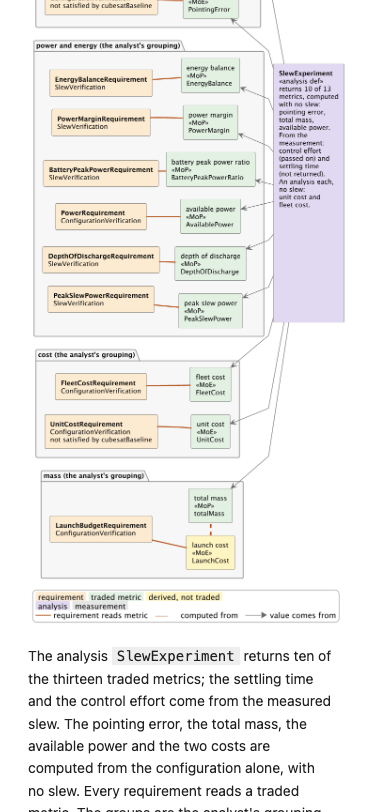 not satisfied by cubesatBaseline
«MoP»
PointingError
power and energy (the analyst's grouping)
EnergyBalanceRequirement
SlewVerification
energy balance
«MoP»
EnergyBalance
PowerMarginRequirement
SlewVerification
power margin
«MoP»
PowerMargin
BatteryPeakPowerRequirement
SlewVerification
battery peak power ratio
«MoP»
BatteryPeakPowerRatio
PowerRequirement
ConfigurationVerification
available power
«MoP»
AvailablePower
DepthOfDischargeRequirement
SlewVerification
depth of discharge
«MoP»
DepthOfDischarge
PeakSlewPowerRequirement
SlewVerification
peak slew power
«MoP»
PeakSlewPower
SlewExperiment
«analysis def»
returns 10 of 13
metrics, computed
with no slew:
pointing error,
total mass,
available power.
From the
measurement:
control effort
(passed on) and
settling time
(not returned).
An analysis each,
no slew:
unit cost and
fleet cost.
cost (the analyst's grouping)
FleetCostRequirement
ConfigurationVerification
fleet cost
«MoE»
FleetCost
UnitCostRequirement
ConfigurationVerification
not satisfied by cubesatBaseline
unit cost
«MoE»
UnitCost
mass (the analyst's grouping)
LaunchBudgetRequirement
ConfigurationVerification
total mass
«MoP»
totalMass
launch cost
«MoE»
LaunchCost
requirement traded metric derived, not traded
analysis measurement
requirement reads metric computed from value comes from
The analysis SlewExperiment returns ten of
the thirteen traded metrics; the settling time
and the control effort come from the measured
slew. The pointing error, the total mass, the
available power and the two costs are
computed from the configuration alone, with
no slew. Every requirement reads a traded
metric. The groups are the analyst's grouping